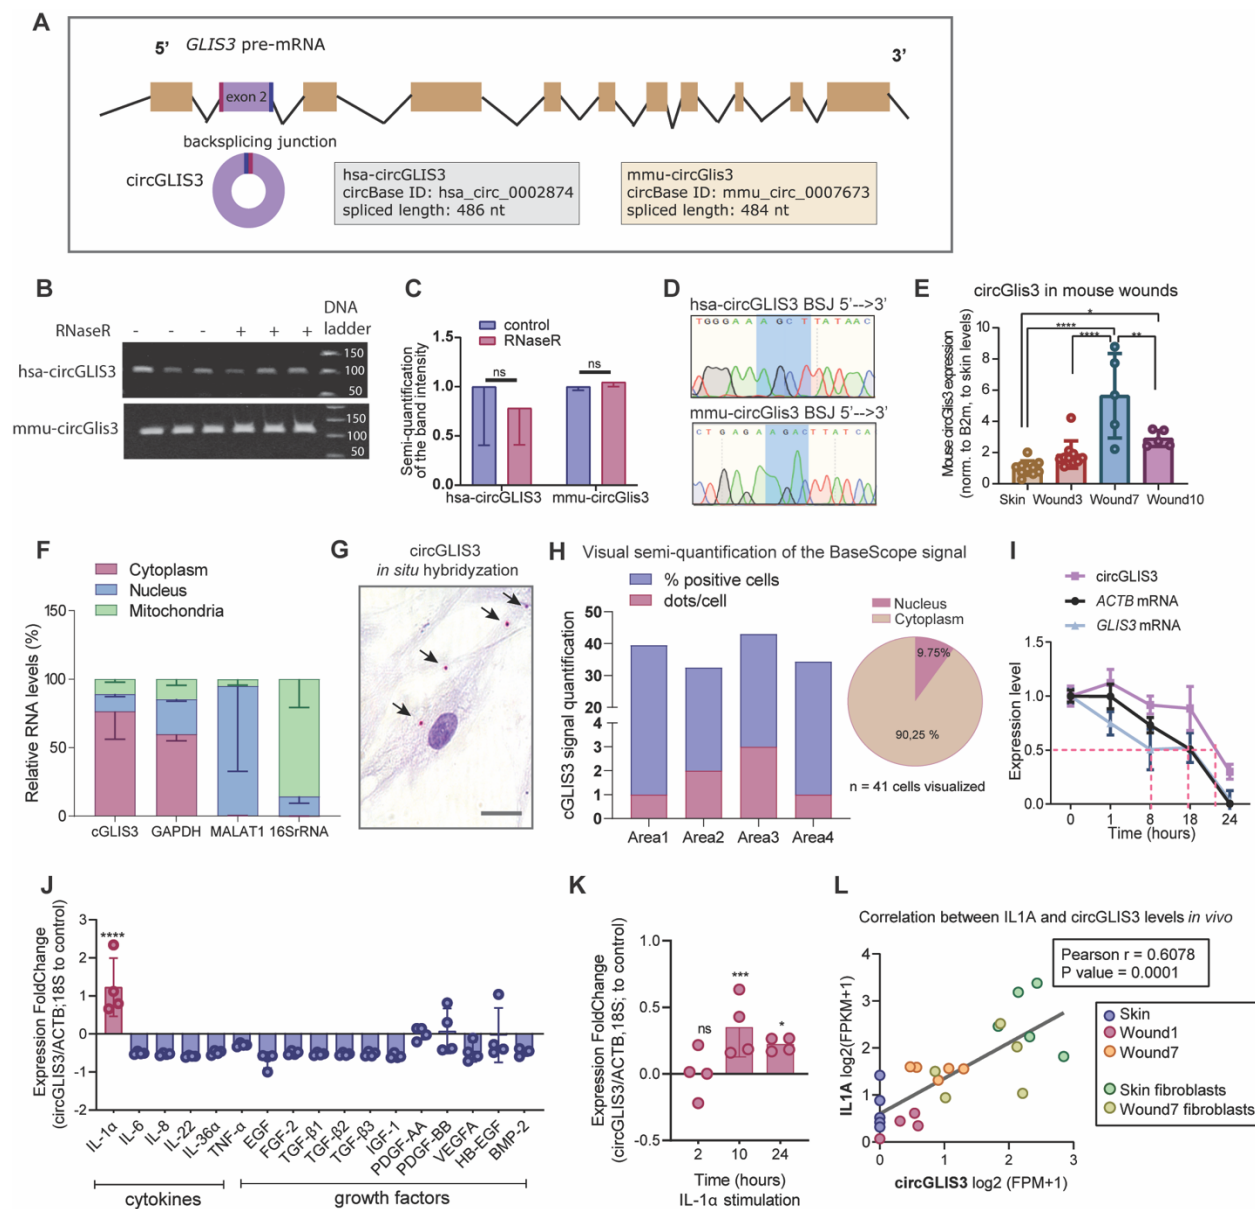 A
5’ GLIS3 pre-mRNA
3’
exon 2
backsplicing junction
circGLIS3
hsa-circGLIS3
circBase ID: hsa_circ_0002874
spliced length: 486 nt
mmu-circGlis3
circBase ID: mmu_circ_0007673
spliced length: 484 nt
B
RNaseR - - - + + +
DNA
ladder
hsa-circGLIS3
150
100
50
mmu-circGlis3
150
100
50
C
control
RNaseR
Semi-quantification
of the band intensity
1.5
1.0
0.5
0.0
ns
ns
hsa-circGLIS3 mmu-circGlis3
D
hsa-circGLIS3 BSJ 5’-->3’
TGGGAAAGCTTATAAC
mmu-circGlis3 BSJ 5’-->3’
CTGAGAAGACTTATCA
E
circGlis3 in mouse wounds
Mouse circGlis3 expression
(norm. to B2m, to skin levels)
10
8
6
4
2
0
*
****
****
**
Skin Wound3 Wound7 Wound10
F
Cytoplasm
Nucleus
Mitochondria
Relative RNA levels (%)
150
100
50
0
cGLIS3 GAPDH MALAT1 16SrRNA
G
circGLIS3
in situ hybridyzation
H
Visual semi-quantification of the BaseScope signal
% positive cells
dots/cell
cGLIS3 signal quantification
50
40
30
20
10
4
3
2
1
0
Area1 Area2 Area3 Area4
Nucleus
Cytoplasm
9.75%
90,25 %
n = 41 cells visualized
I
circGLIS3
ACTB mRNA
GLIS3 mRNA
Expression level
1.5
1.0
0.5
0.0
0 1 8 18 24
Time (hours)
J
Expression FoldChange
(circGLIS3/ACTB;18S to control)
3
2
1
0
-1
-2
****
IL-1α
IL-6
IL-8
IL-22
IL-36α
TNF-α
EGF
FGF-2
TGF-β1
TGF-β2
TGF-β3
IGF-1
PDGF-AA
PDGF-BB
VEGFA
HB-EGF
BMP-2
cytokines
growth factors
K
Expression FoldChange
(circGLIS3/ACTB,18S; to control)
1.0
0.5
0.0
-0.5
ns
***
*
2 10 24
Time (hours)
IL-1α stimulation
L
Correlation between IL1A and circGLIS3 levels in vivo
Pearson r = 0.6078
P value = 0.0001
IL1A log2(FPKM+1)
4
3
2
1
0
0 1 2 3
circGLIS3 log2 (FPM+1)
Skin
Wound1
Wound7
Skin fibroblasts
Wound7 fibroblasts